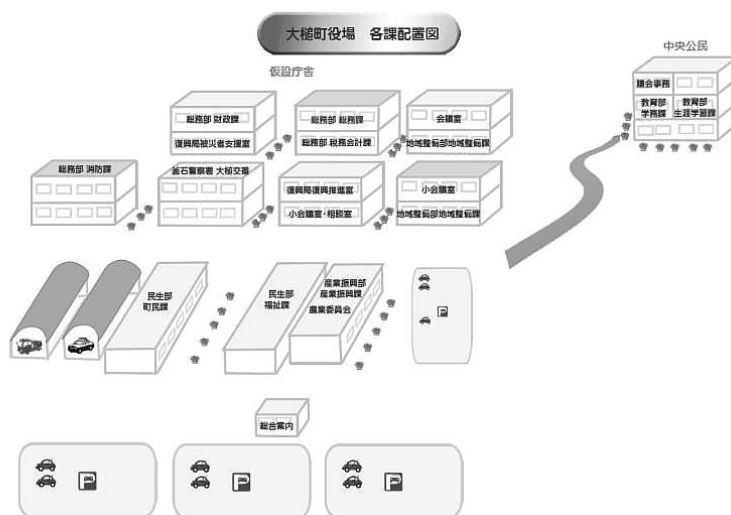 大槌町役場 各課配置図
仮設庁舎
中央公民
総務部 財政課
復興局被災者支援室
総務部 総務課
総務部 税務会計課
会議室
地域整備部地域整備課
議会事務
教育部
学務課
教育部
生涯学習課
総務部 消防課
釜石警察署 大槌交番
復興局復興推進室
小会議室・相談室
小会議室
地域整備部地域整備課
民生部
町民課
民生部
福祉課
産業振興部
産業振興課
農業委員会
総合案内